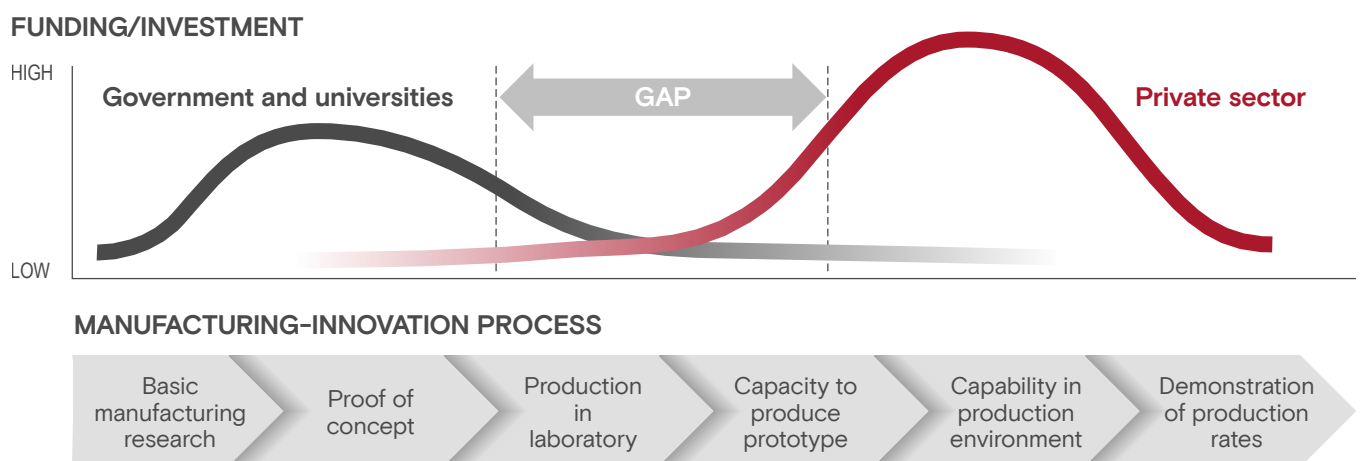 FUNDING/INVESTMENT
HIGH
Government and universities
GAP
Private sector
LOW
MANUFACTURING-INNOVATION PROCESS
Basic
manufacturing
research
Proof of
concept
Production
in
laboratory
Capacity to
produce
prototype
Capability in
production
environment
Demonstration
of production
rates